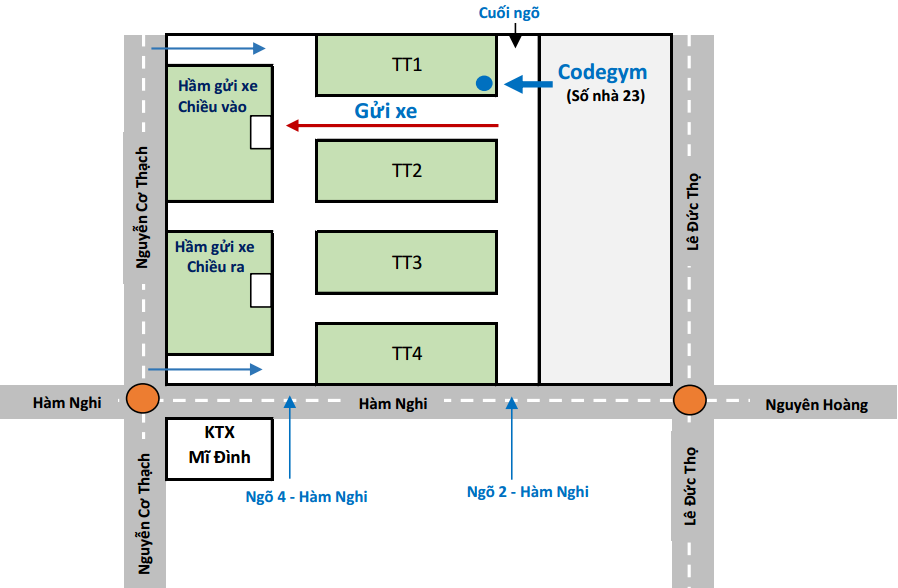 Cuối ngõ
TT1
Codegym
(Số nhà 23)
Hầm gửi xe
Chiều vào
Gửi xe
Nguyễn Cơ Thạch
TT2
Lê Đức Thọ
Hầm gửi xe
Chiều ra
TT3
TT4
Hàm Nghi
Hàm Nghi
Nguyên Hoàng
KTX
Mĩ Đình
Ngõ 4 - Hàm Nghi
Ngõ 2 - Hàm Nghi
Nguyễn Cơ Thạch
Lê Đức Thọ